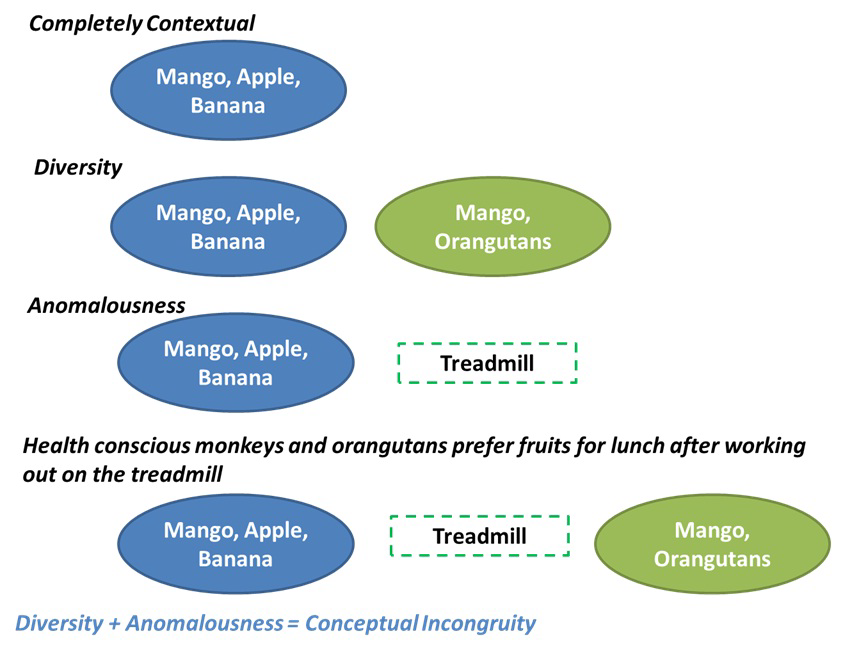 Completely Contextual
Mango, Apple,
Banana
Diversity
Mango, Apple,
Banana
Mango,
Orangutans
Anomalousness
Mango, Apple,
Banana
Treadmill
Health conscious monkeys and orangutans prefer fruits for lunch after working
out on the treadmill
Mango, Apple,
Banana
Treadmill
Mango,
Orangutans
Diversity + Anomalousness = Conceptual Incongruity